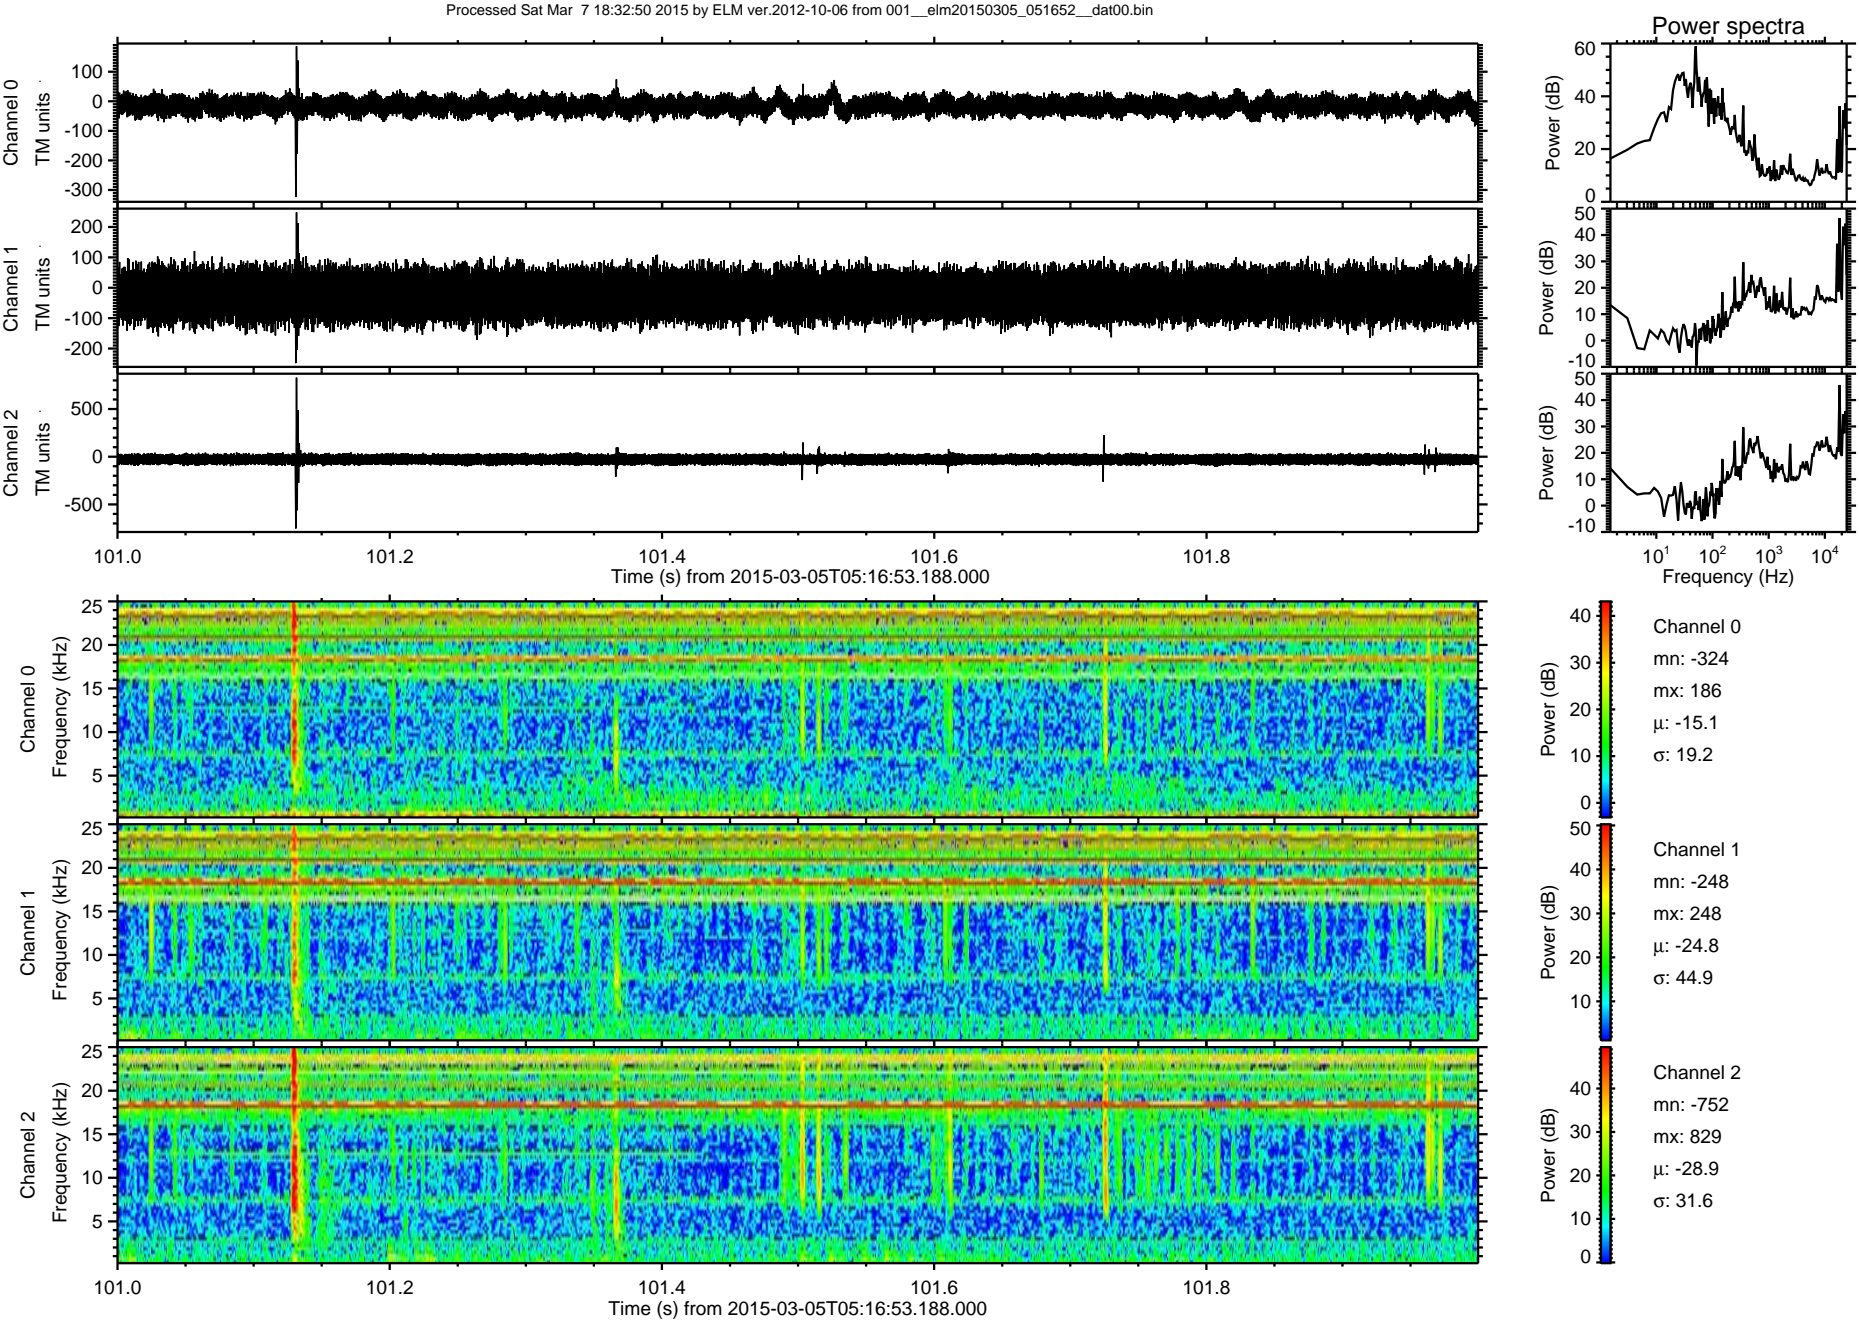 Processed Sat Mar  7 18:32:50 2015 by ELM ver.2012-10-06 from 001__elm20150305_051652__dat00.bin
Power spectra
Channel 0
TM units
100
0
-100
-200
-300
Power (dB)
60
40
20
0
Channel 1
TM units
200
100
0
-100
-200
Power (dB)
50
40
30
20
10
0
-10
Channel 2
TM units
500
0
-500
Power (dB)
50
40
30
20
10
0
-10
101.0 101.2 101.4 101.6 101.8
Time (s) from 2015-03-05T05:16:53.188.000
10¹ 10² 10³ 10⁴
Frequency (Hz)
Channel 0
Frequency (kHz)
25
20
15
10
5
Power (dB)
40
30
20
10
0
Channel 0
mn: -324
mx: 186
μ: -15.1
σ: 19.2
Channel 1
Frequency (kHz)
25
20
15
10
5
Power (dB)
50
40
30
20
10
Channel 1
mn: -248
mx: 248
μ: -24.8
σ: 44.9
Channel 2
Frequency (kHz)
25
20
15
10
5
Power (dB)
40
30
20
10
0
Channel 2
mn: -752
mx: 829
μ: -28.9
σ: 31.6
101.0 101.2 101.4 101.6 101.8
Time (s) from 2015-03-05T05:16:53.188.000